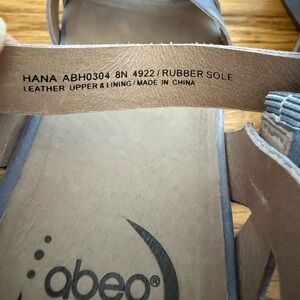 HANA ABH0304 8N 4922/RUBBER SOLE
LEATHER UPPER & LINING/MADE IN CHINA
abeo®